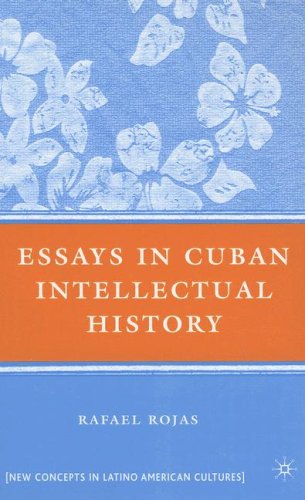 ESSAYS IN CUBAN
INTELLECTUAL
HISTORY
RAFAEL ROJAS
[NEW CONCEPTS IN LATINO AMERICAN CULTURES]